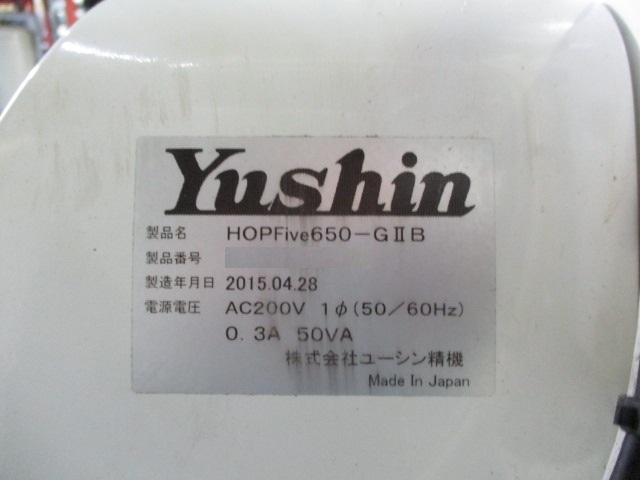 Yushin
製品名 HOPFive650-GⅡB
製品番号
製造年月日 2015.04.28
電源電圧 AC200V 1φ(50/60Hz)
0.3A 50VA
株式会社ユーシン精機
Made In Japan